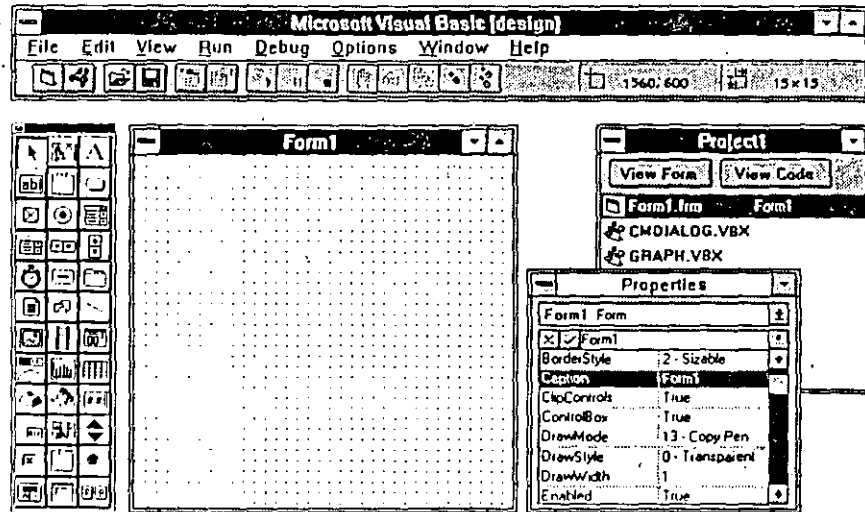 Microsoft Visual Basic [design]
File Edit View Run Debug Options Window Help
1560, 600 15 x 15
Form1
Project1
View Form View Code
Form1.frm Form1
CMDIALOG.VBX
GRAPH.VBX
Properties
Form1 Form
Form1
BorderStyle 2 - Sizable
Caption Form1
ClipControls True
ControlBox True
DrawMode 13 - Copy Pen
DrawStyle 0 - Transparent
DrawWidth 1
Enabled True